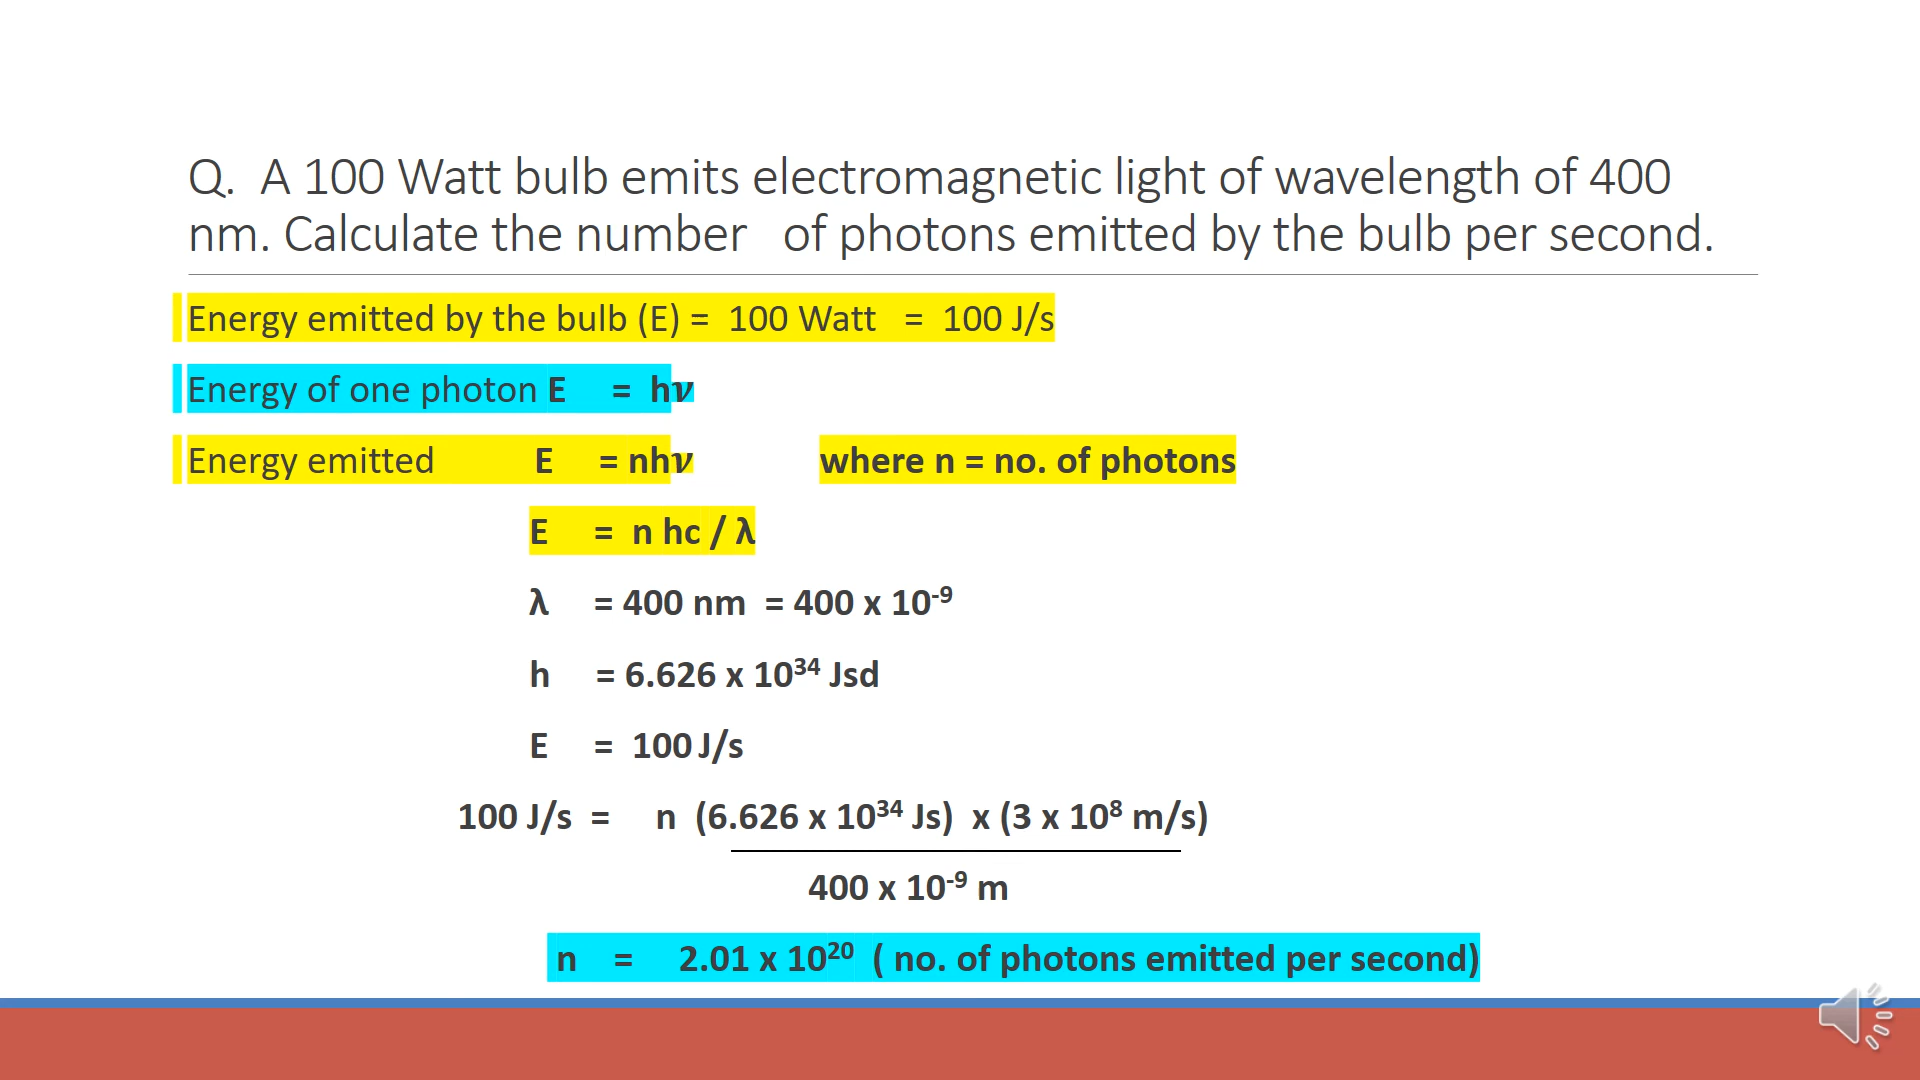 Q. A 100 Watt bulb emits electromagnetic light of wavelength of 400
nm. Calculate the number of photons emitted by the bulb per second.
Energy emitted by the bulb (E) = 100 Watt = 100 J/s
Energy of one photon E = h𝝂
Energy emitted E = nh𝝂 where n = no. of photons
E = n hc / λ
λ = 400 nm = 400 x 10⁻⁹
h = 6.626 x 10³⁴ Jsd
E = 100 J/s
100 J/s = n (6.626 x 10³⁴ Js) x (3 x 10⁸ m/s)
400 x 10⁻⁹ m
n = 2.01 x 10²⁰ ( no. of photons emitted per second)